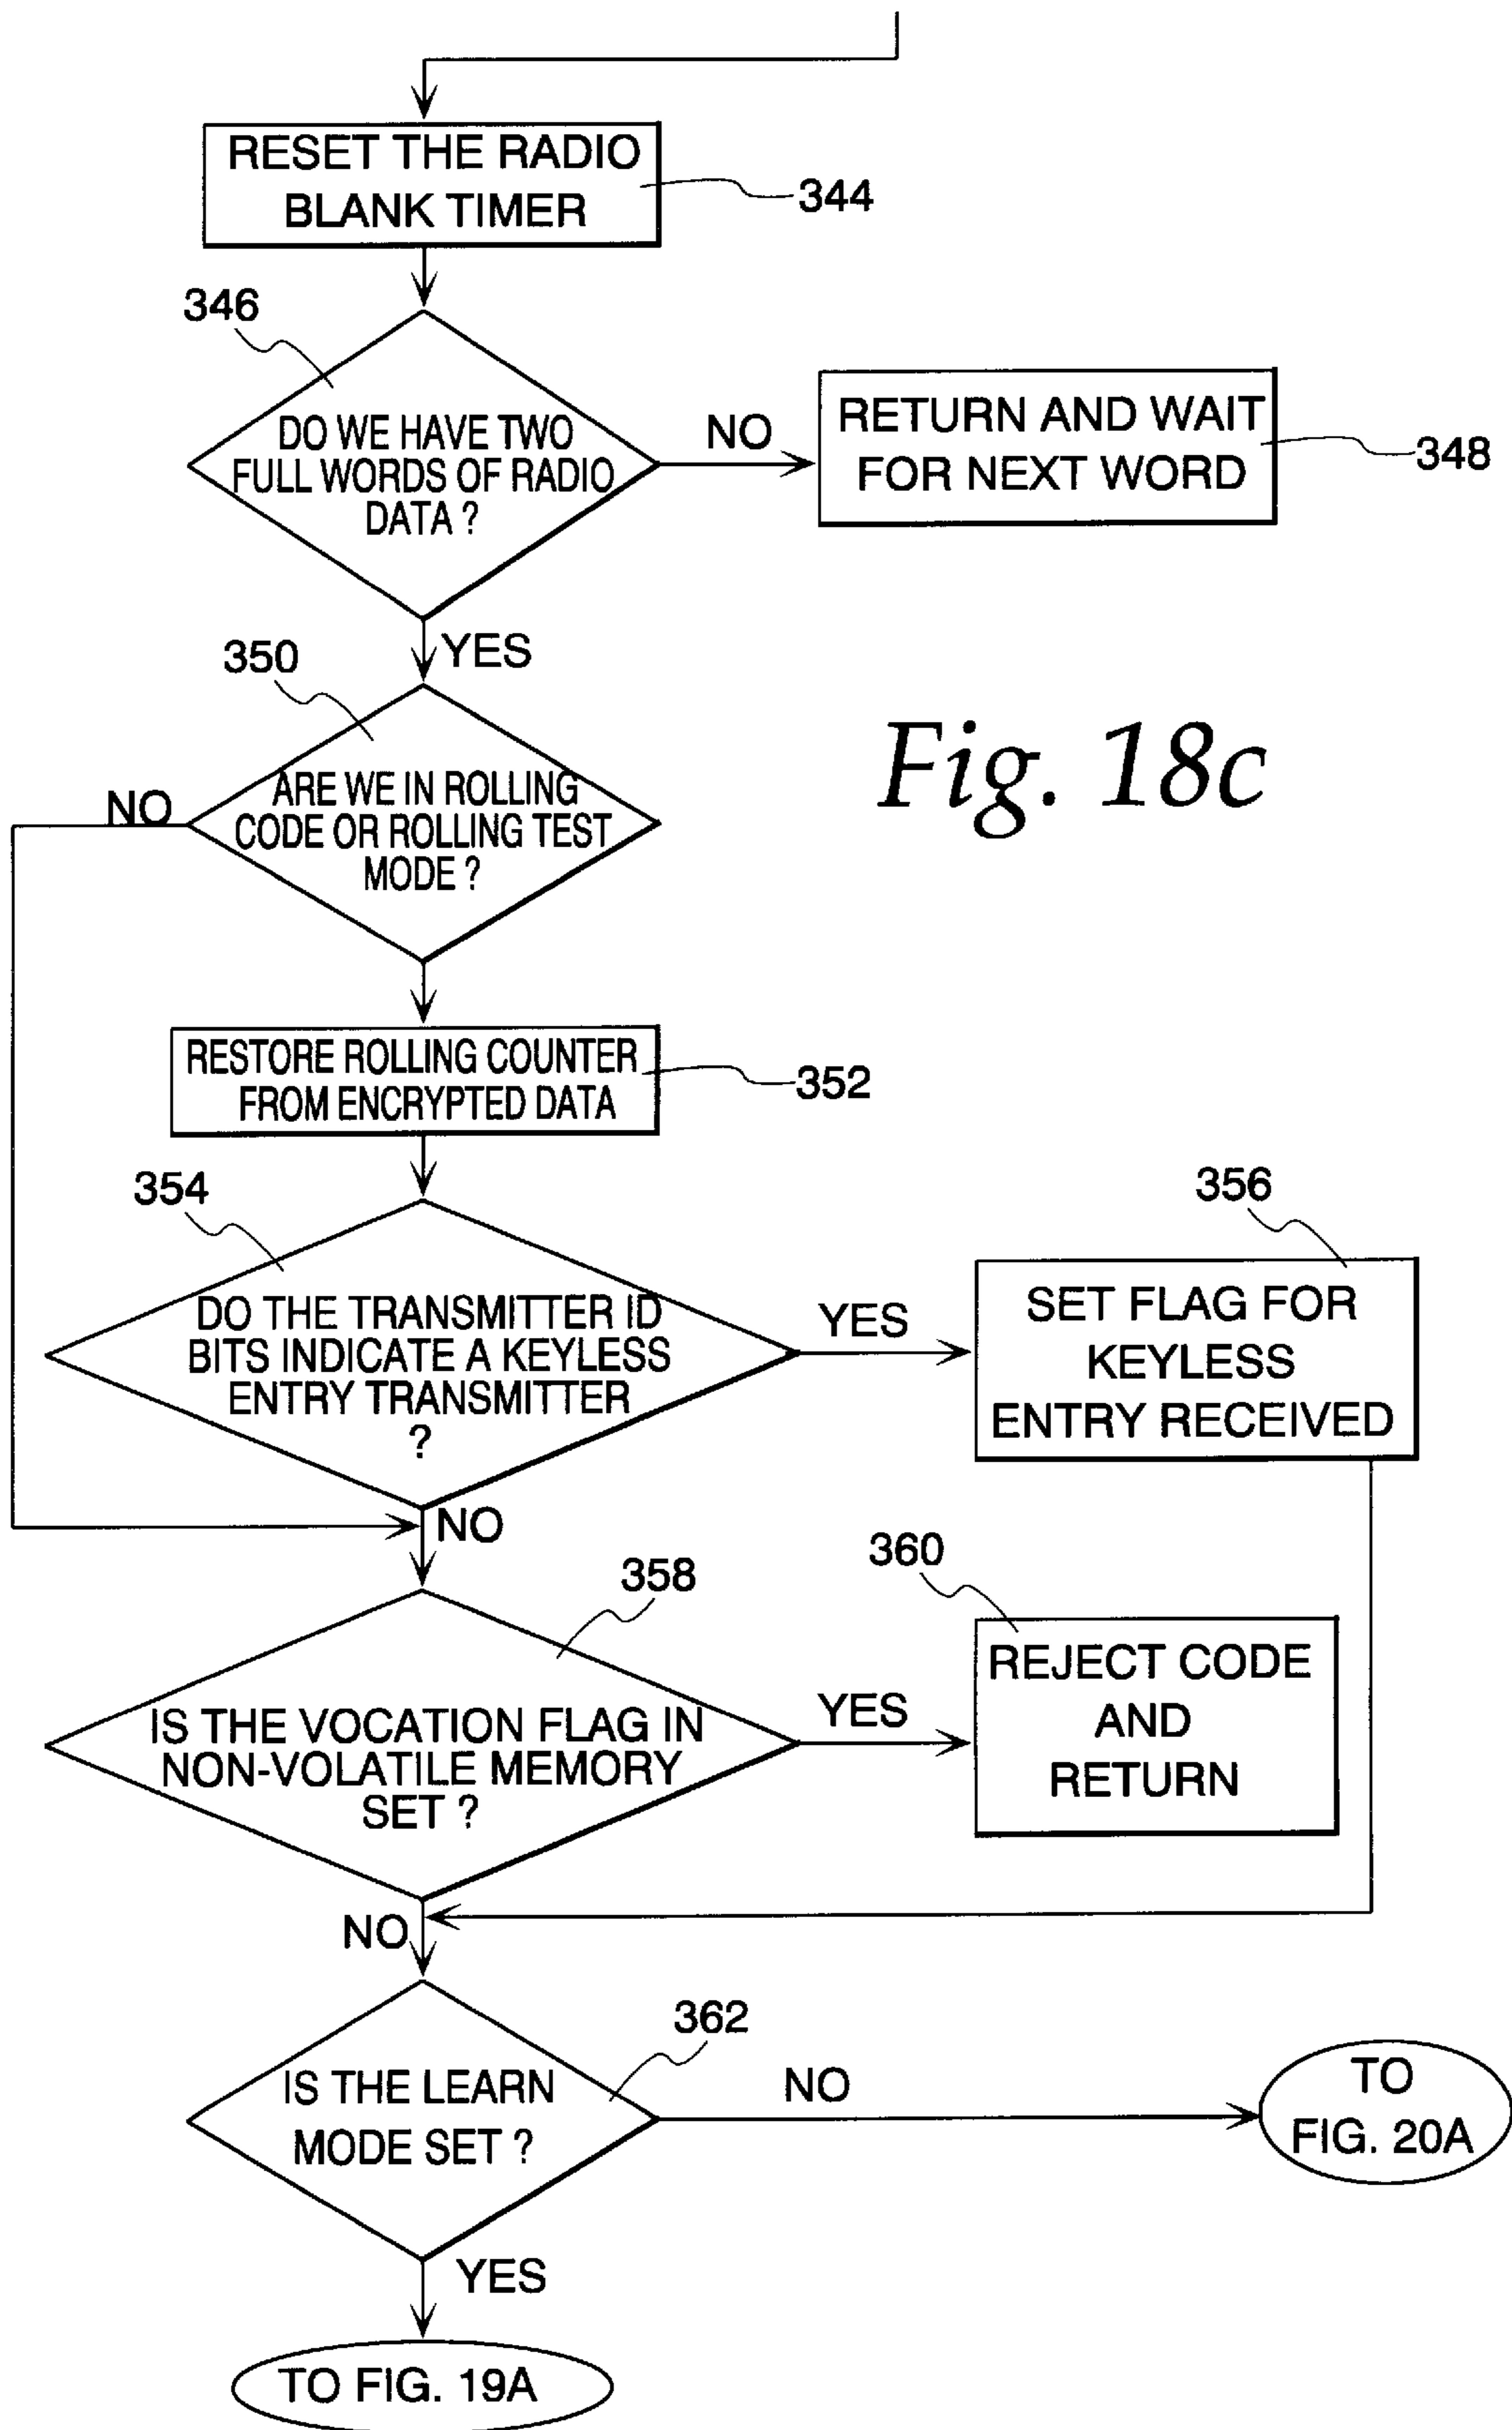 RESET THE RADIO
BLANK TIMER
344
346
DO WE HAVE TWO
FULL WORDS OF RADIO
DATA ?
NO
RETURN AND WAIT
FOR NEXT WORD
348
YES
350
Fig. 18c
ARE WE IN ROLLING
CODE OR ROLLING TEST
MODE ?
NO
RESTORE ROLLING COUNTER
FROM ENCRYPTED DATA
352
354
DO THE TRANSMITTER ID
BITS INDICATE A KEYLESS
ENTRY TRANSMITTER
?
YES
356
SET FLAG FOR
KEYLESS
ENTRY RECEIVED
NO
358
IS THE VOCATION FLAG IN
NON-VOLATILE MEMORY
SET ?
YES
360
REJECT CODE
AND
RETURN
NO
362
IS THE LEARN
MODE SET ?
NO
TO
FIG. 20A
YES
TO FIG. 19A